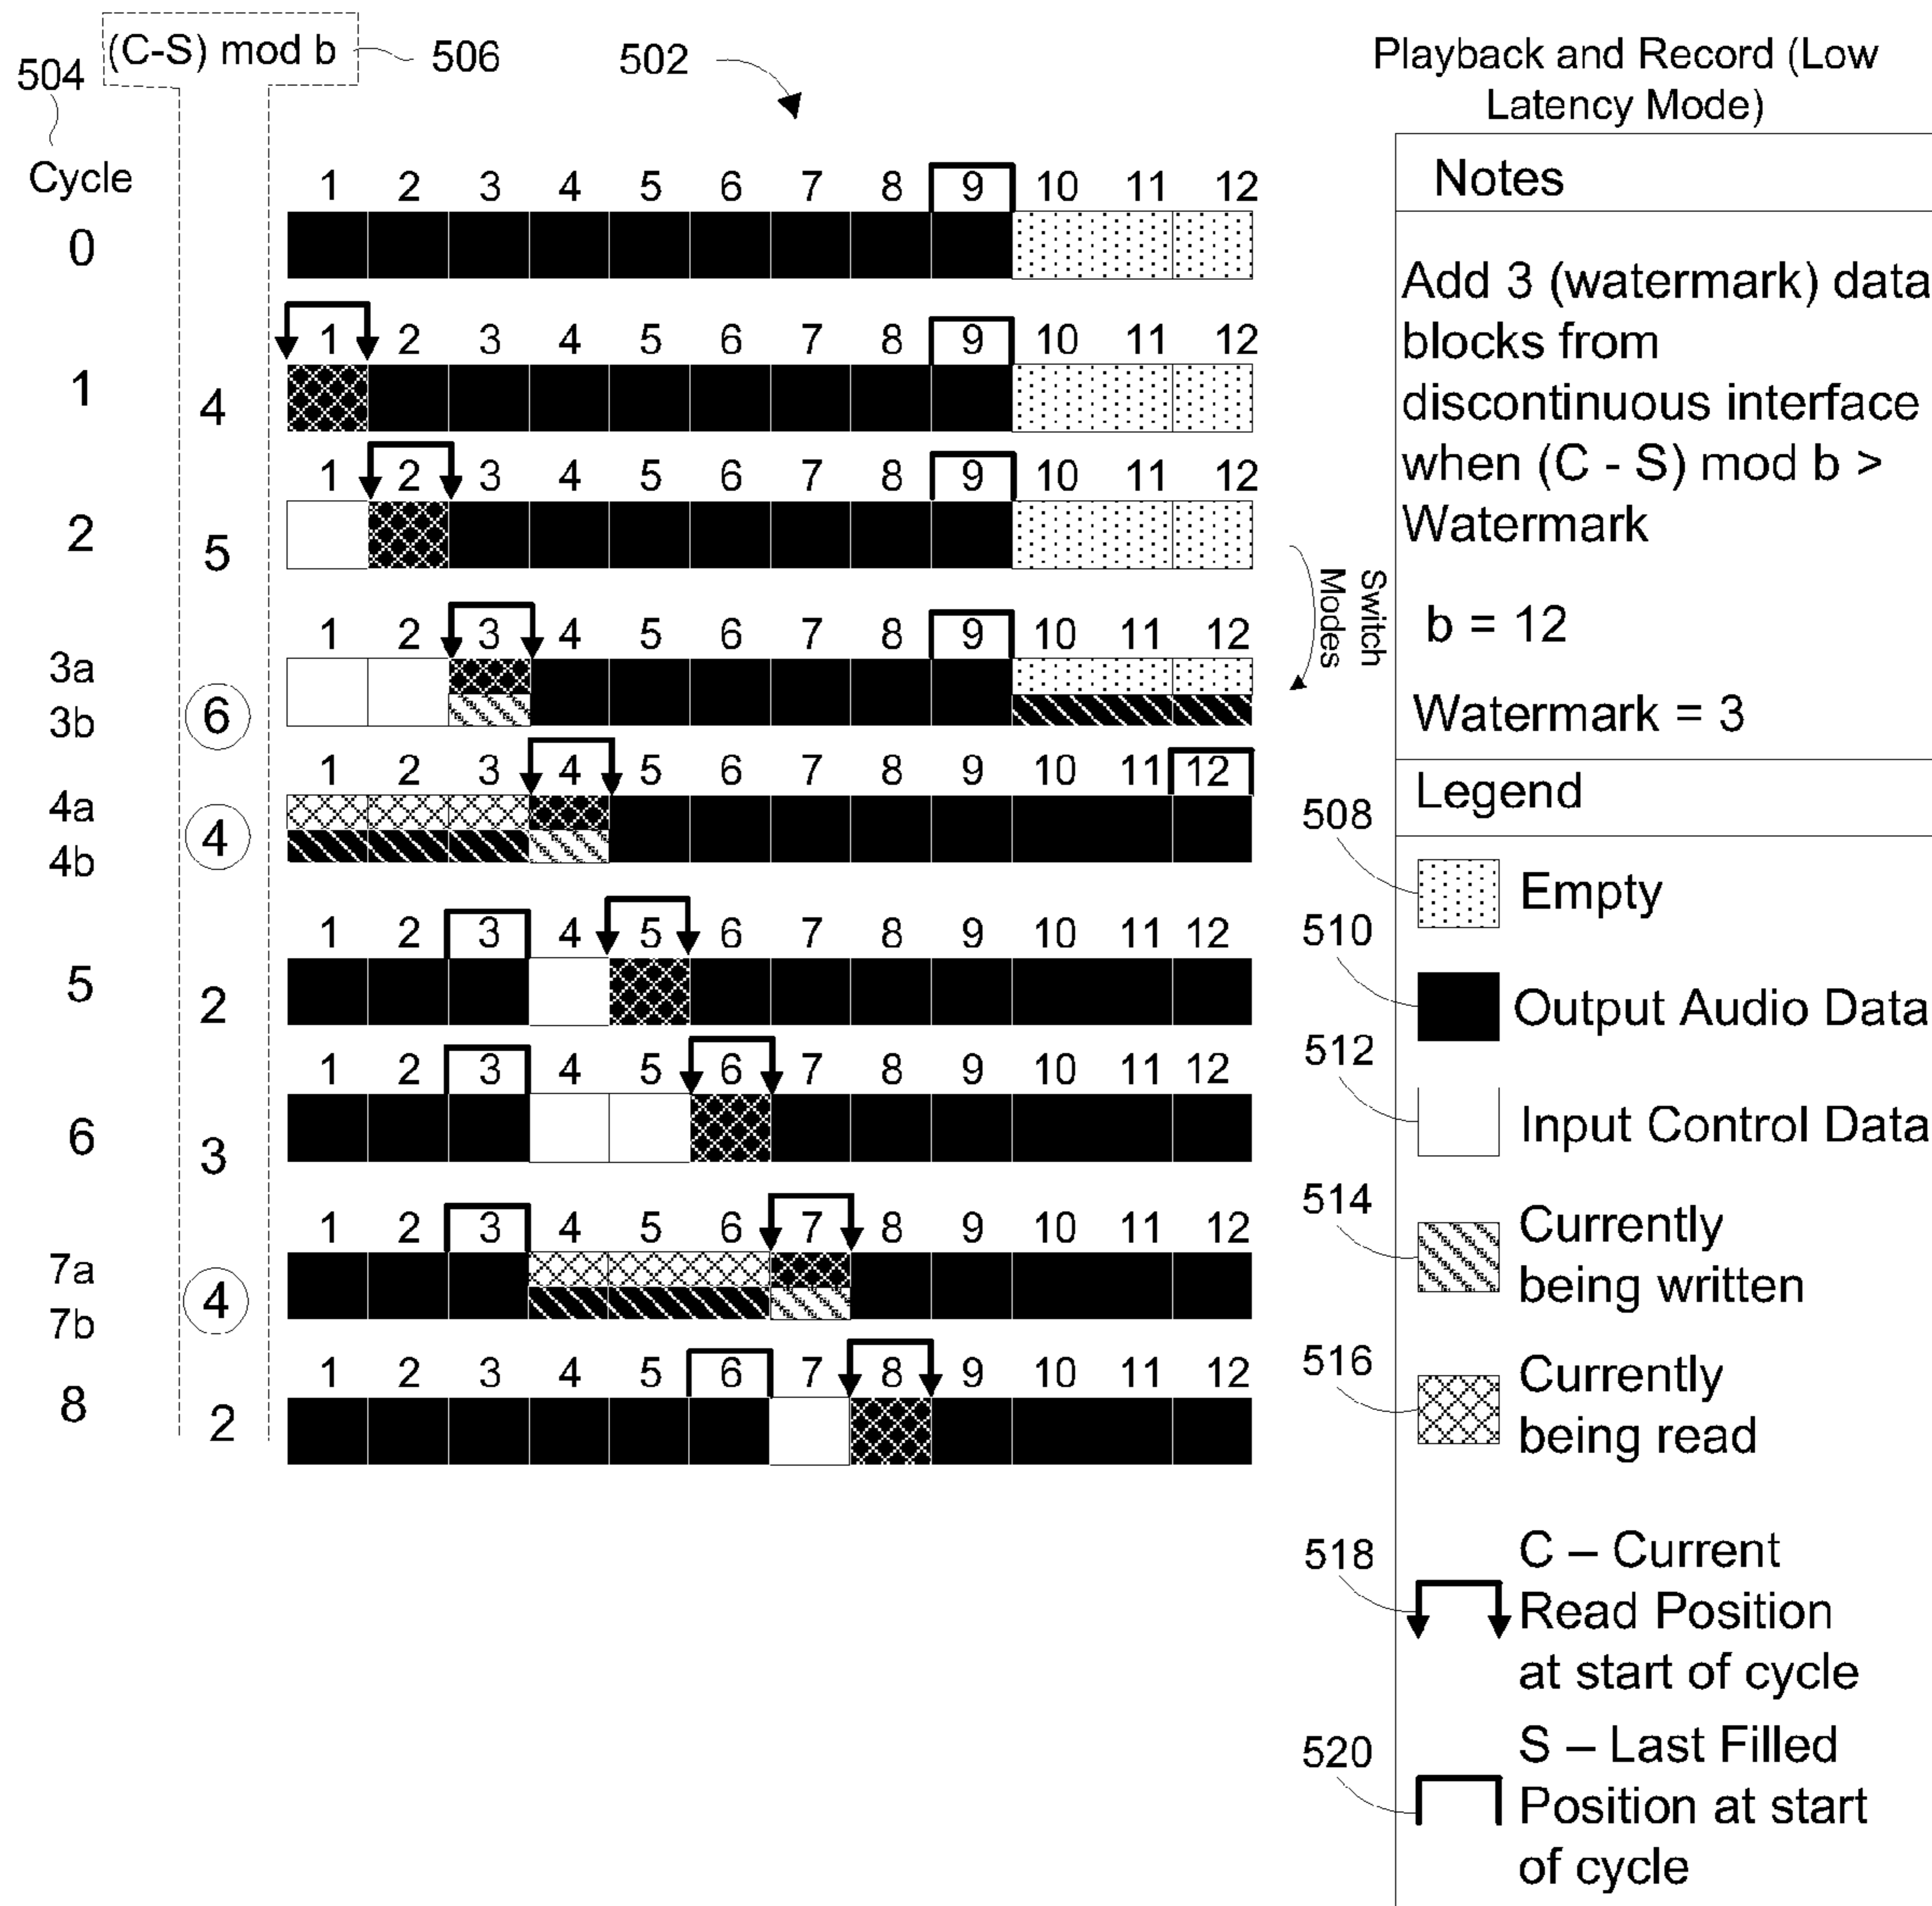 (C-S) mod b
506
502
504
Cycle
Playback and Record (Low
Latency Mode)
1 2 3 4 5 6 7 8 9 10 11 12
0
1 2 3 4 5 6 7 8 9 10 11 12
1
4
1 2 3 4 5 6 7 8 9 10 11 12
2
5
Switch
Modes
1 2 3 4 5 6 7 8 9 10 11 12
3a
3b
6
1 2 3 4 5 6 7 8 9 10 11 12
4a
4b
4
1 2 3 4 5 6 7 8 9 10 11 12
5
2
1 2 3 4 5 6 7 8 9 10 11 12
6
3
1 2 3 4 5 6 7 8 9 10 11 12
7a
7b
4
1 2 3 4 5 6 7 8 9 10 11 12
8
2
Notes
Add 3 (watermark) data
blocks from
discontinuous interface
when (C - S) mod b >
Watermark
b = 12
Watermark = 3
Legend
508
Empty
510
Output Audio Data
512
Input Control Data
514
Currently
being written
516
Currently
being read
518
C – Current
Read Position
at start of cycle
520
S – Last Filled
Position at start
of cycle